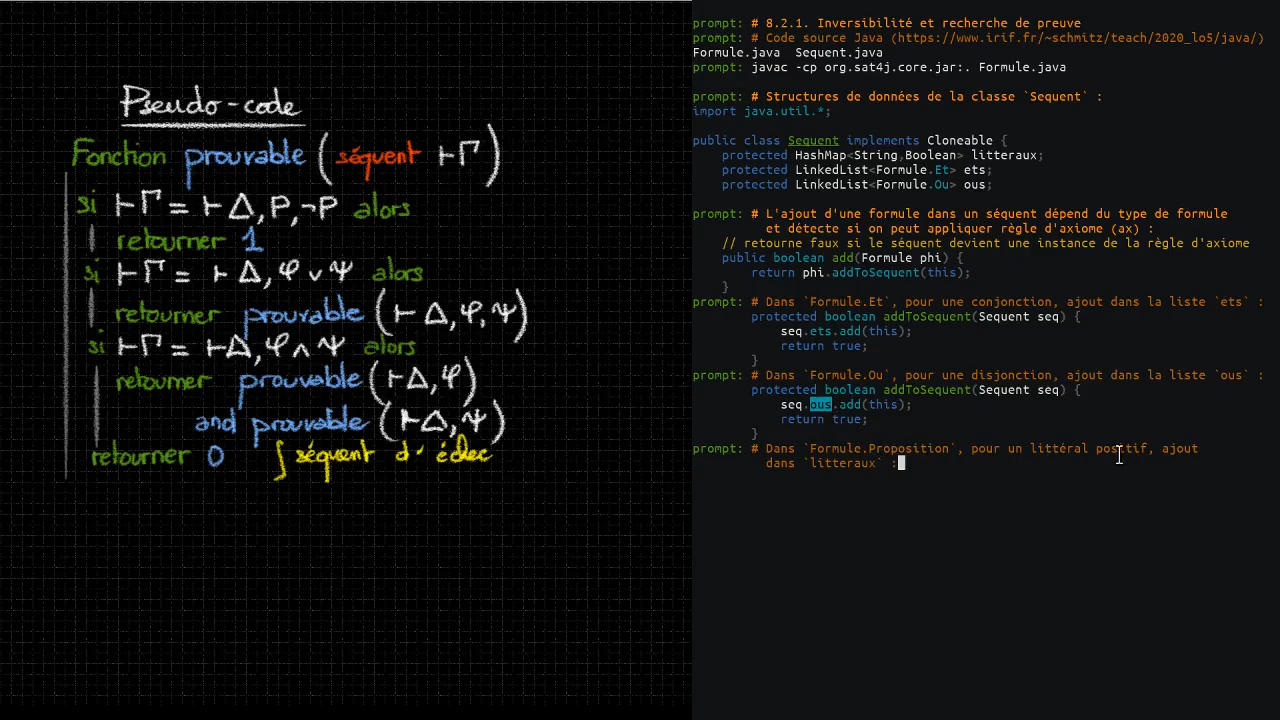 Pseudo-code
Fonction prouvable (séquent ⊢Γ)
si ⊢Γ = ⊢Δ, P, ¬P alors
retourner 1
si ⊢Γ = ⊢Δ, φ ∨ ψ alors
retourner prouvable (⊢Δ, φ, ψ)
si ⊢Γ = ⊢Δ, φ ∧ ψ alors
retourner prouvable (⊢Δ, φ)
and prouvable (⊢Δ, ψ)
retourner 0 ∫ séquent d'échec
prompt: # 8.2.1. Inversibilité et recherche de preuve
prompt: # Code source Java (https://www.irif.fr/~schmitz/teach/2020_lo5/java/)
Formule.java  Sequent.java
prompt: javac -cp org.sat4j.core.jar:. Formule.java
prompt: # Structures de données de la classe `Sequent` :
import java.util.*;
public class Sequent implements Cloneable {
protected HashMap<String,Boolean> litteraux;
protected LinkedList<Formule.Et> ets;
protected LinkedList<Formule.Ou> ous;
prompt: # L'ajout d'une formule dans un séquent dépend du type de formule
et détecte si on peut appliquer règle d'axiome (ax) :
// retourne faux si le séquent devient une instance de la règle d'axiome
public boolean add(Formule phi) {
return phi.addToSequent(this);
}
prompt: # Dans `Formule.Et`, pour une conjonction, ajout dans la liste `ets` :
protected boolean addToSequent(Sequent seq) {
seq.ets.add(this);
return true;
}
prompt: # Dans `Formule.Ou`, pour une disjonction, ajout dans la liste `ous` :
protected boolean addToSequent(Sequent seq) {
seq.ous.add(this);
return true;
}
prompt: # Dans `Formule.Proposition`, pour un littéral positif, ajout
dans `litteraux` :